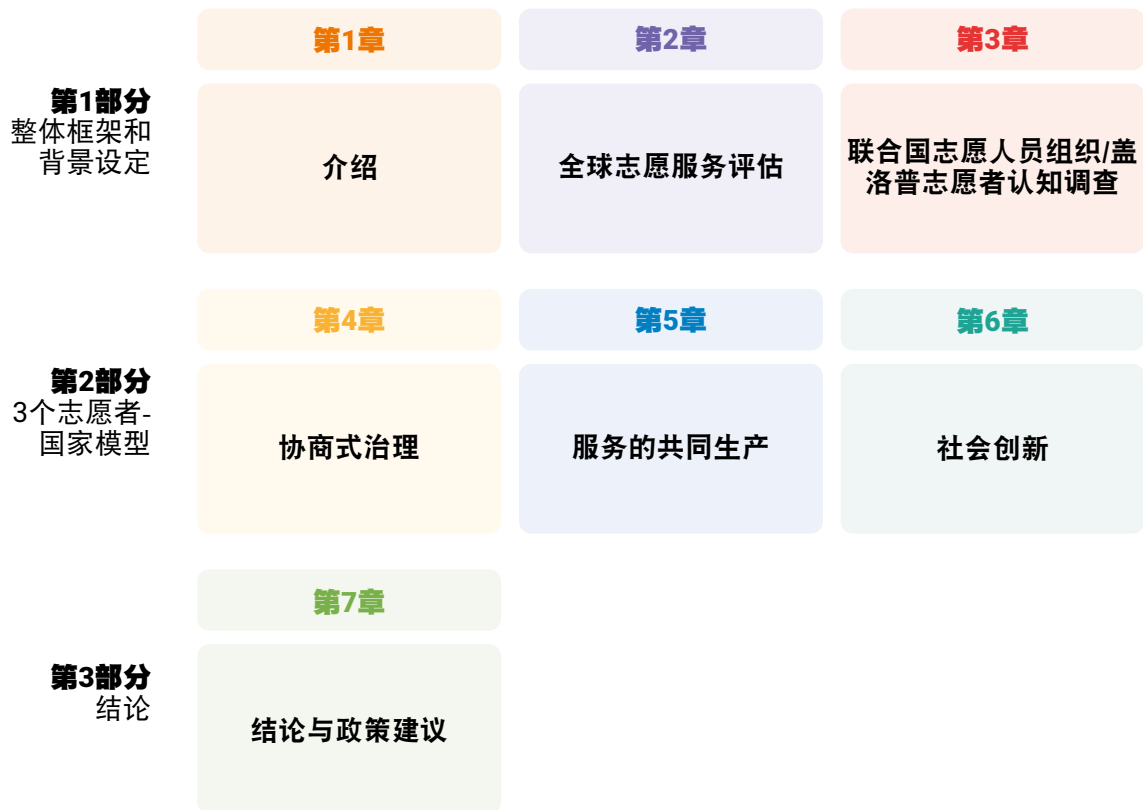 第1章
第2章
第3章
第1部分
整体框架和
背景设定
介绍
全球志愿服务评估
联合国志愿人员组织/盖
洛普志愿者认知调查
第4章
第5章
第6章
第2部分
3个志愿者-
国家模型
协商式治理
服务的共同生产
社会创新
第7章
第3部分
结论
结论与政策建议